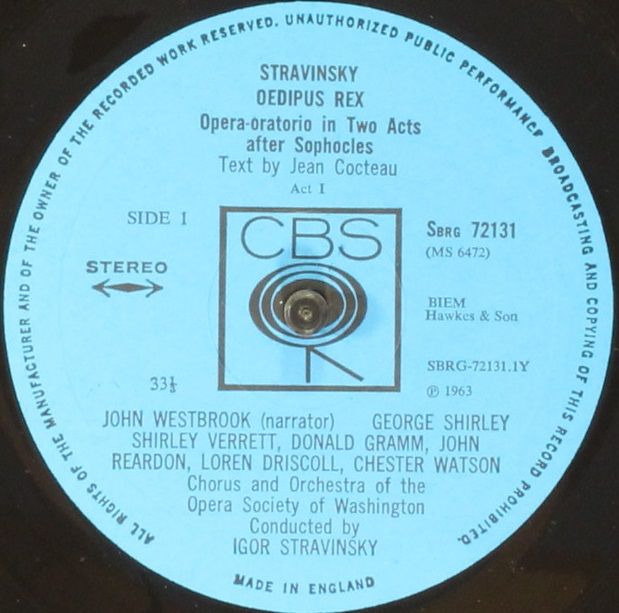 ALL RIGHTS OF THE MANUFACTURER AND OF THE OWNER OF THE RECORDED WORK RESERVED. UNAUTHORIZED PUBLIC PERFORMANCE BROADCASTING AND COPYING OF THIS RECORD PROHIBITED.
STRAVINSKY
OEDIPUS REX
Opera-oratorio in Two Acts
after Sophocles
Text by Jean Cocteau
Act I
SIDE 1
STEREO
CBS
SBRG 72131
(MS 6472)
BIEM
Hawkes & Son
SBRG-72131.1Y
℗ 1963
33⅓
JOHN WESTBROOK (narrator) GEORGE SHIRLEY
SHIRLEY VERRETT, DONALD GRAMM, JOHN
REARDON, LOREN DRISCOLL, CHESTER WATSON
Chorus and Orchestra of the
Opera Society of Washington
Conducted by
IGOR STRAVINSKY
MADE IN ENGLAND